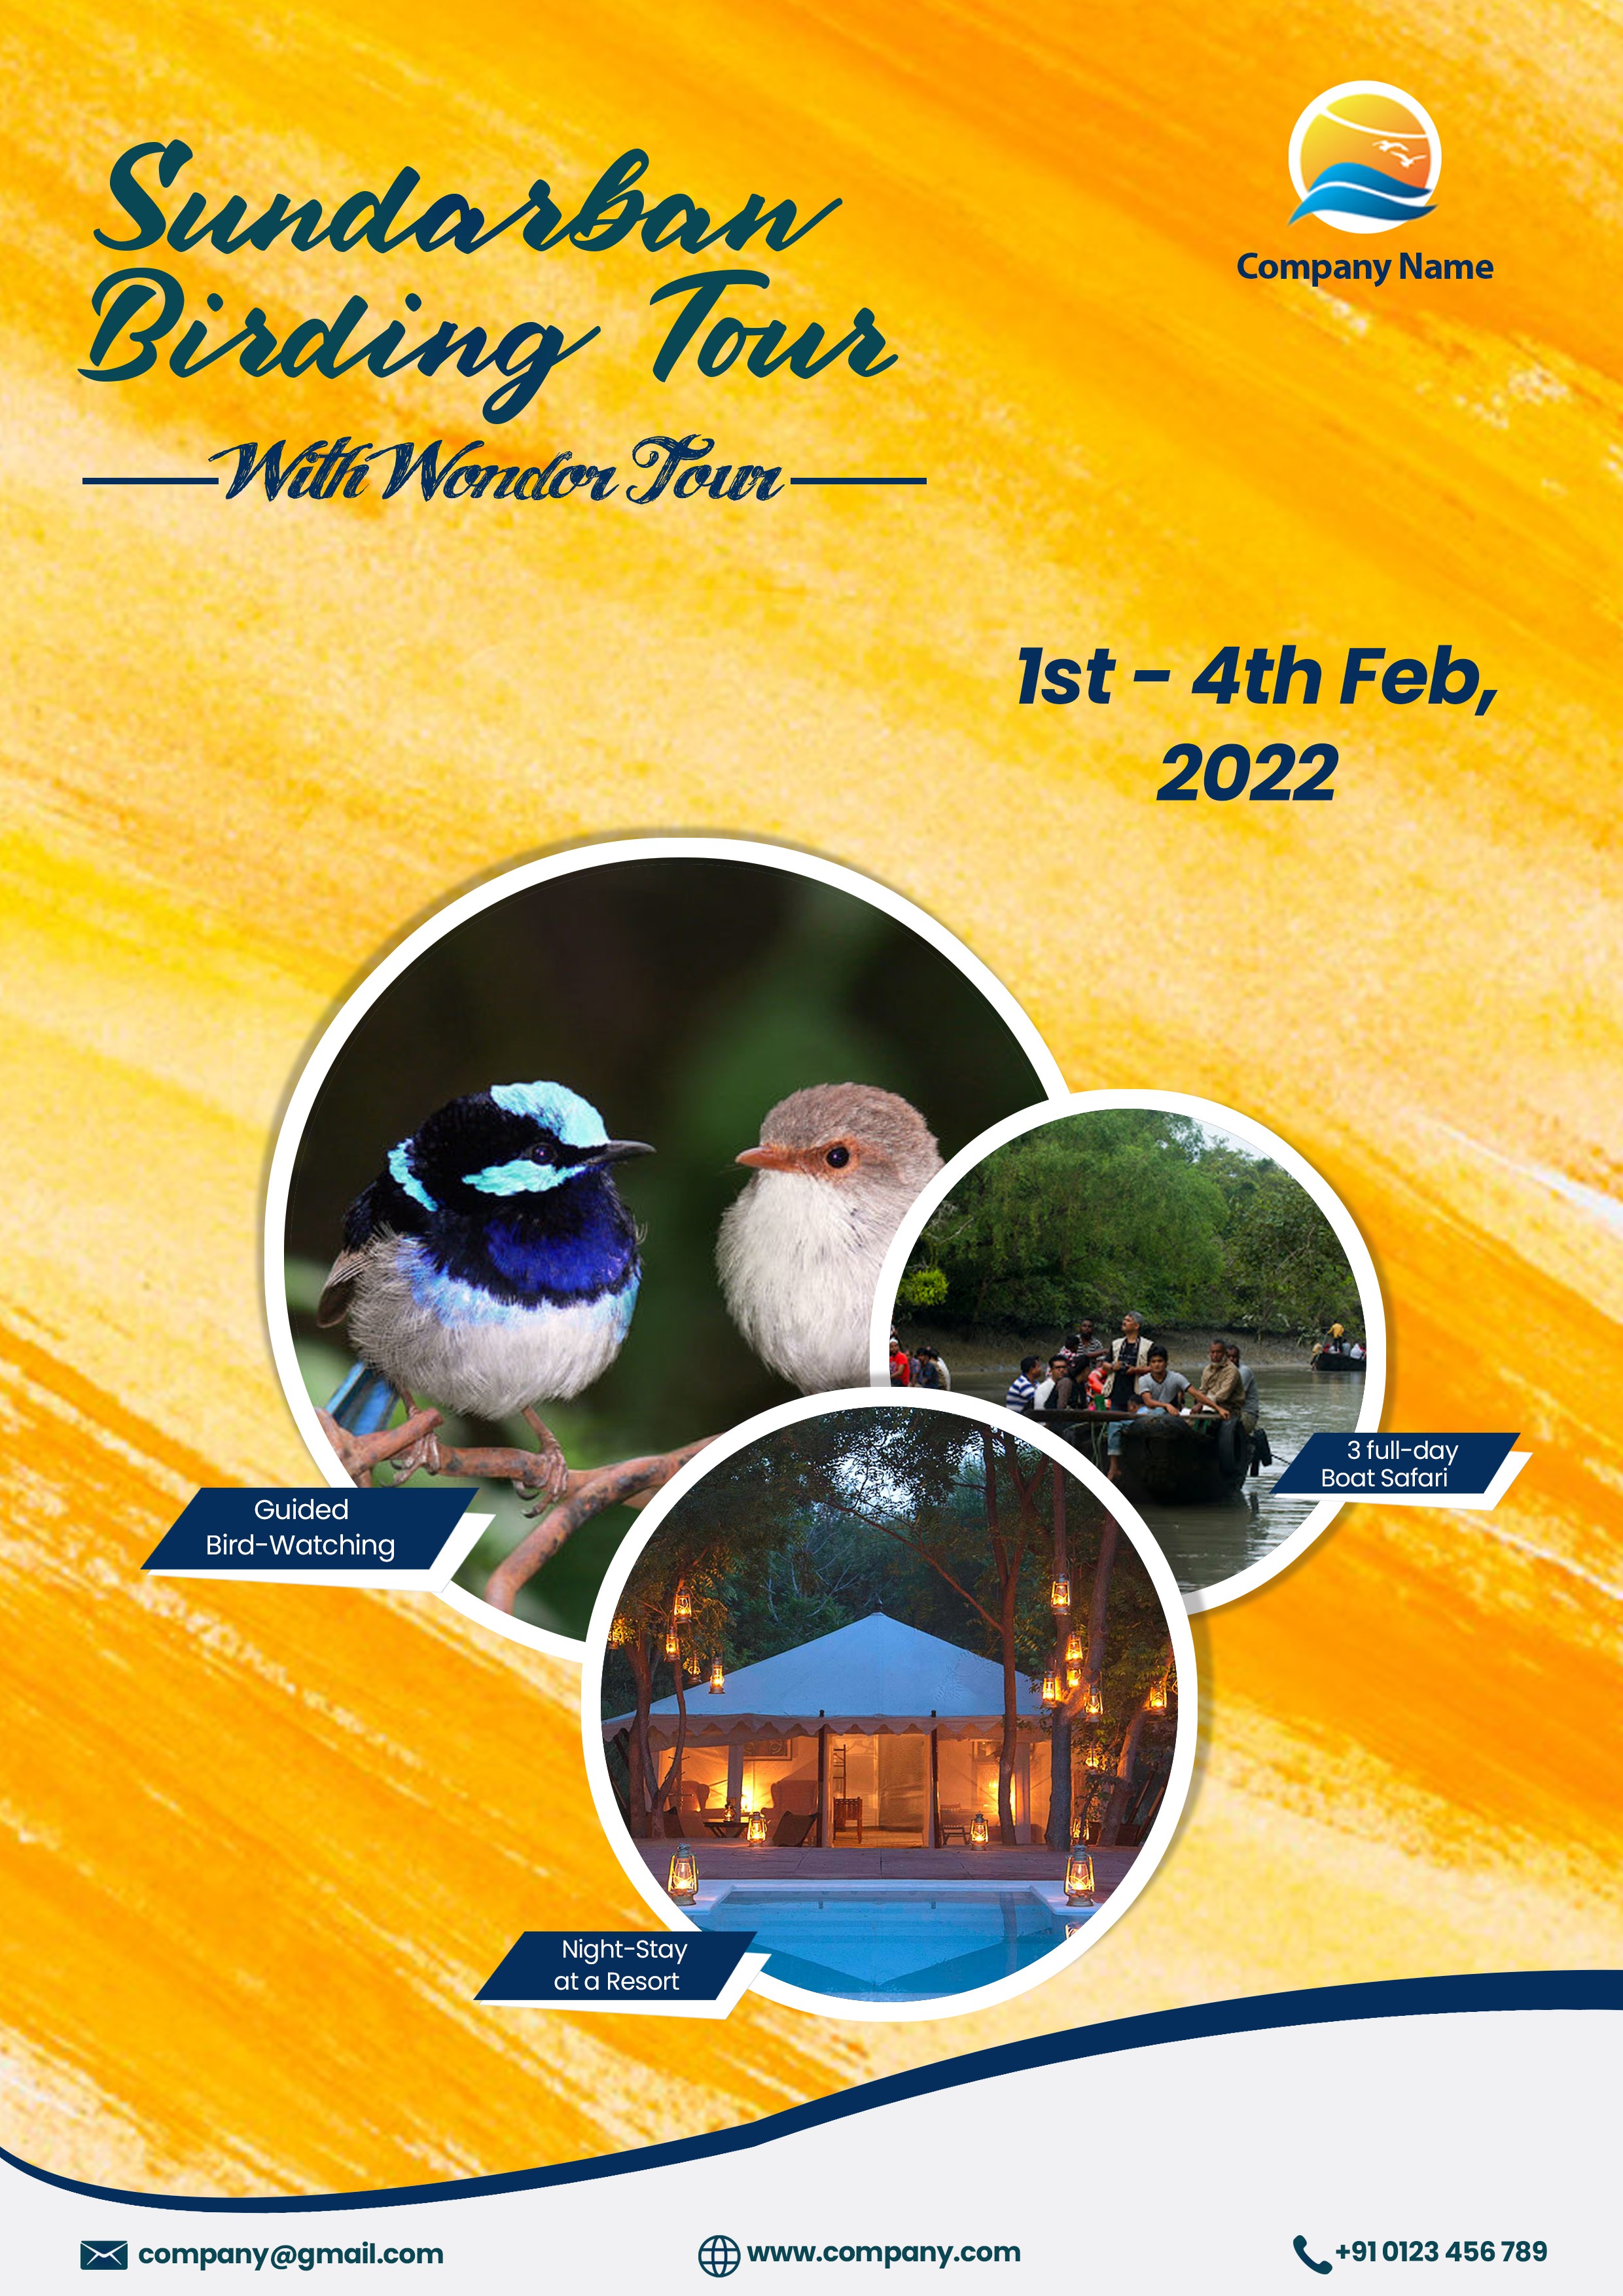 Sundarban
Birding Tour
With Wondor Tour
Company Name
1st - 4th Feb,
2022
3 full-day
Boat Safari
Guided
Bird-Watching
Night-Stay
at a Resort
company@gmail.com
www.company.com
+91 0123 456 789